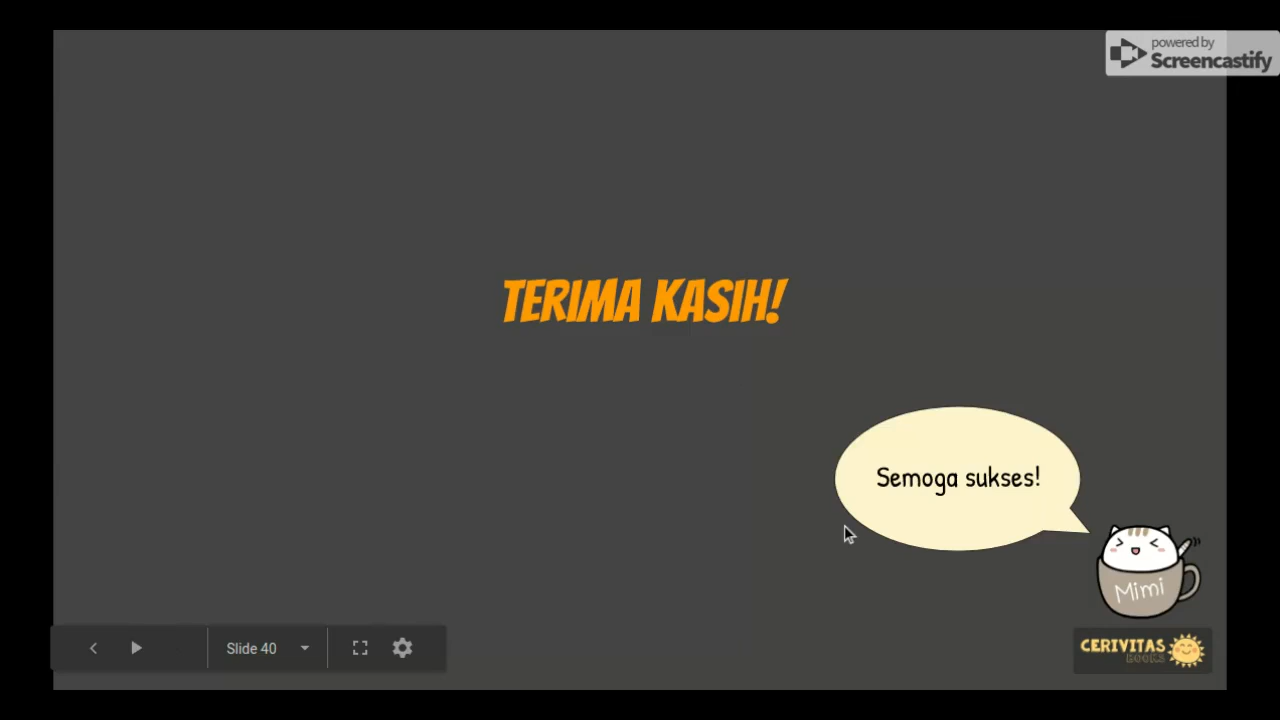 powered by
Screencastify
TERIMA KASIH!
Semoga sukses!
Mimi
Slide 40
CERIVITAS
BOOKS